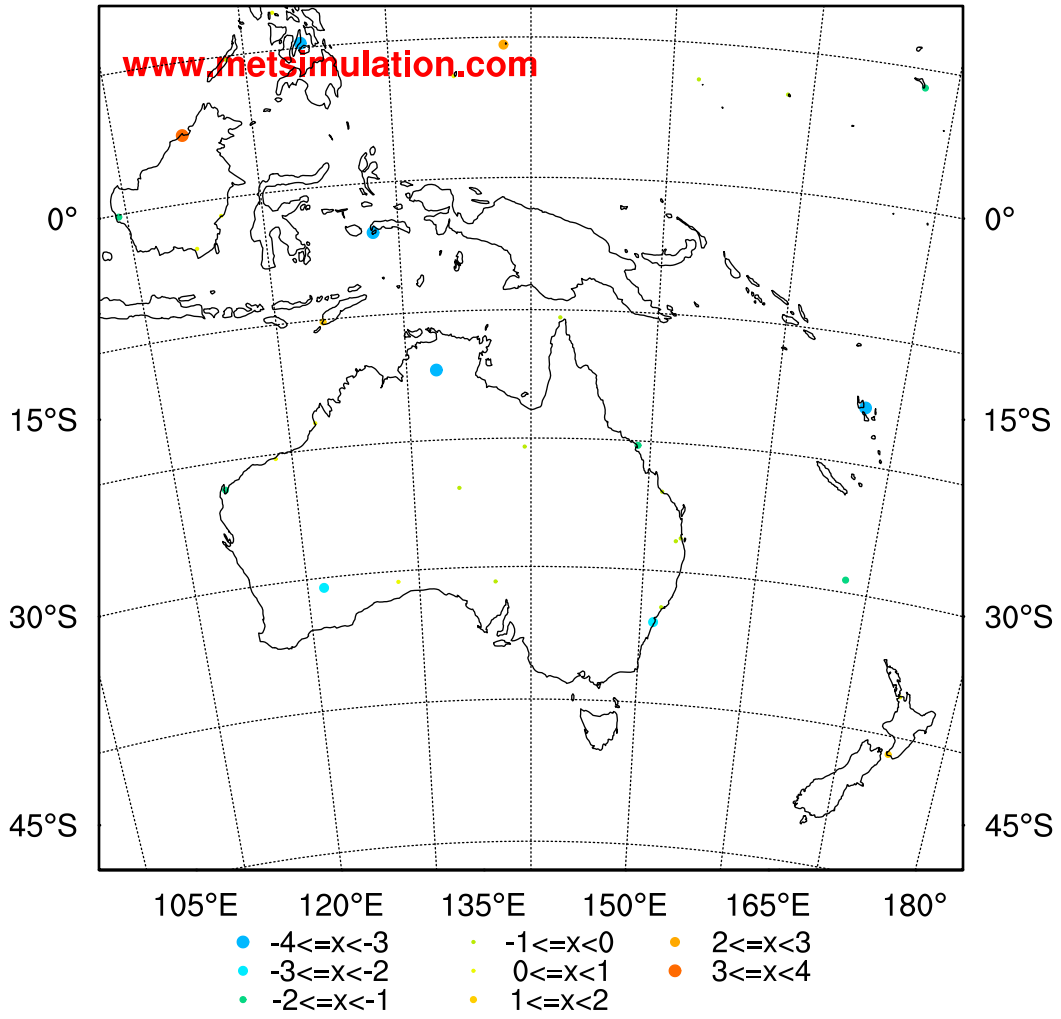 www.metsimulation.com
0° 0°
15°S 15°S
30°S 30°S
45°S 45°S
105°E 120°E 135°E 150°E 165°E 180°
-4<=x<-3 -1<=x<0 2<=x<3
-3<=x<-2 0<=x<1 3<=x<4
-2<=x<-1 1<=x<2